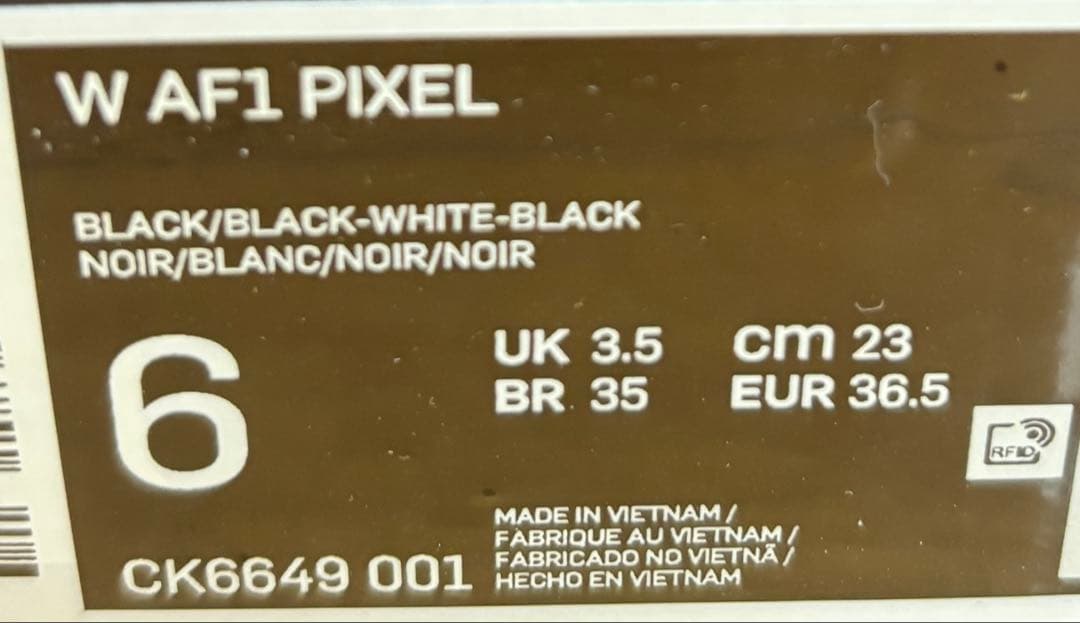 W AF1 PIXEL
BLACK/BLACK-WHITE-BLACK
NOIR/BLANC/NOIR/NOIR
6
UK 3.5 cm 23
BR 35 EUR 36.5
RFID
MADE IN VIETNAM /
FABRIQUE AU VIETNAM /
FABRICADO NO VIETNÃ /
HECHO EN VIETNAM
CK6649 001